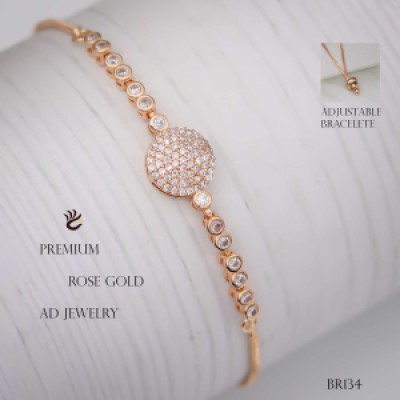 ADJUSTABLE
BRACELETE
PREMIUM
ROSE GOLD
AD JEWELRY
BR134